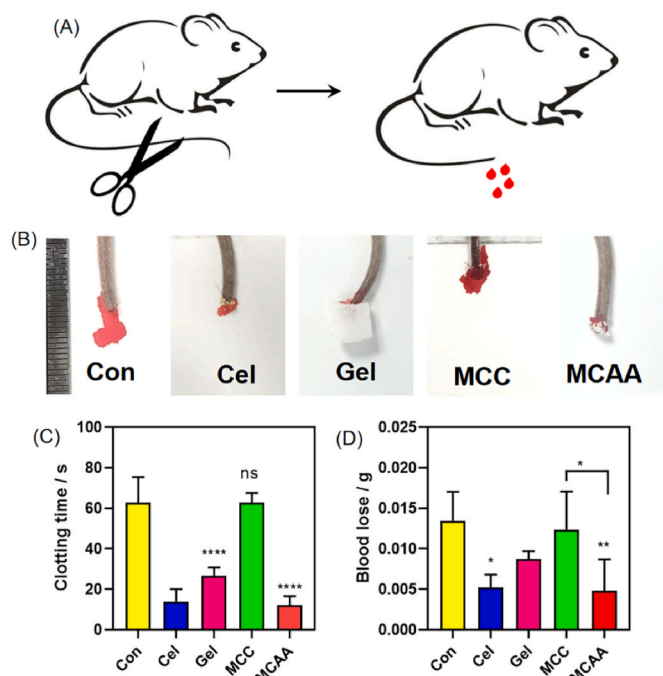 (A)
(B)
Con
Cel
Gel
MCC
MCAA
(C)
Clotting time / s
100
80
60
40
20
0
ns
****
****
Con
Cel
Gel
MCC
MCAA
(D)
Blood lose / g
0.025
0.020
0.015
0.010
0.005
0.000
*
*
**
Con
Cel
Gel
MCC
MCAA